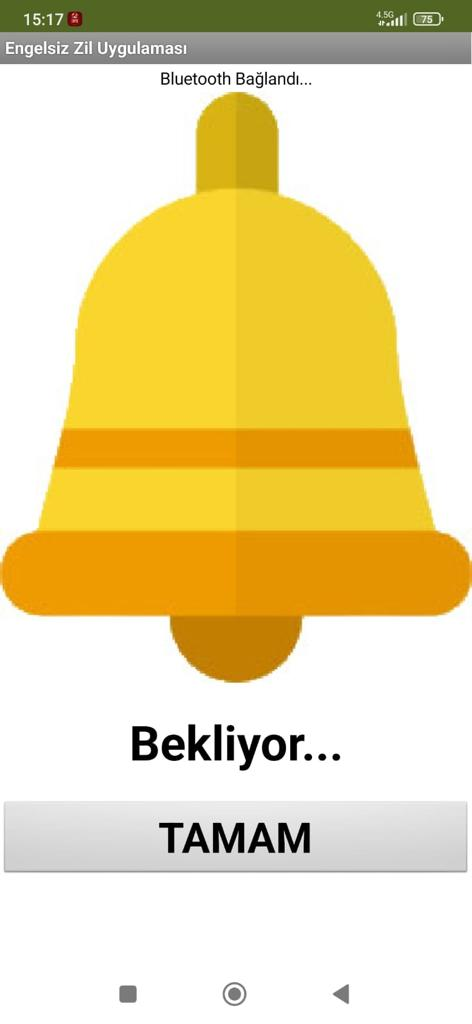 15:17 4.5G 75
Engelsiz Zil Uygulaması
Bluetooth Bağlandı...
Bekliyor...
TAMAM